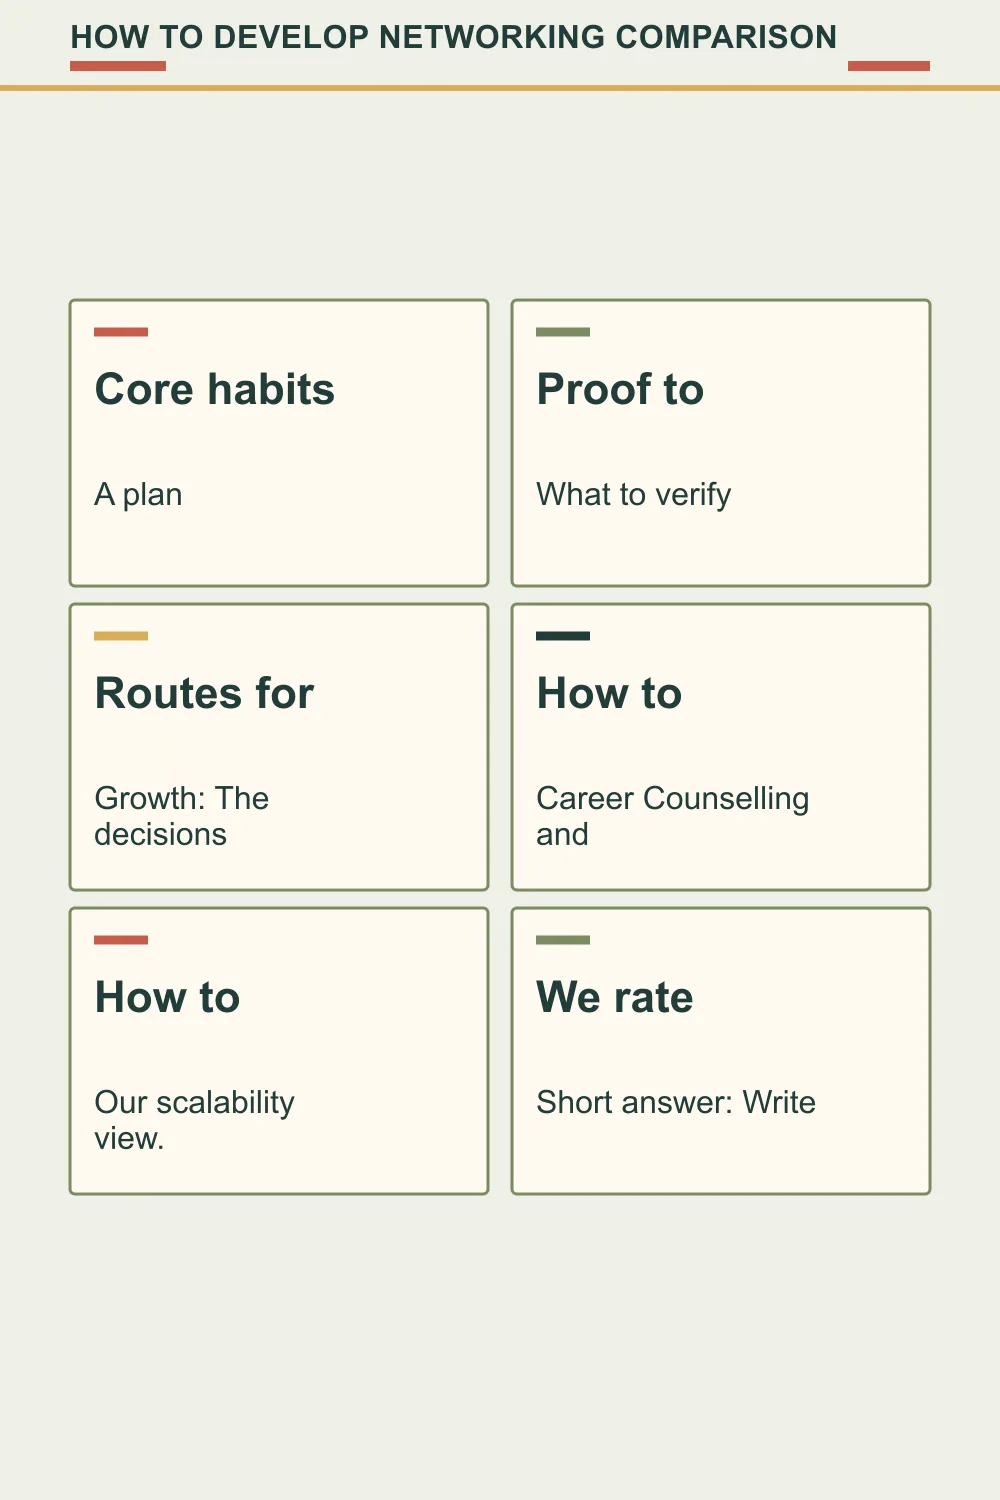 HOW TO DEVELOP NETWORKING COMPARISON
Core habits
A plan
Proof to
What to verify
Routes for
Growth: The
decisions
How to
Career Counselling
and
How to
Our scalability
view.
We rate
Short answer: Write